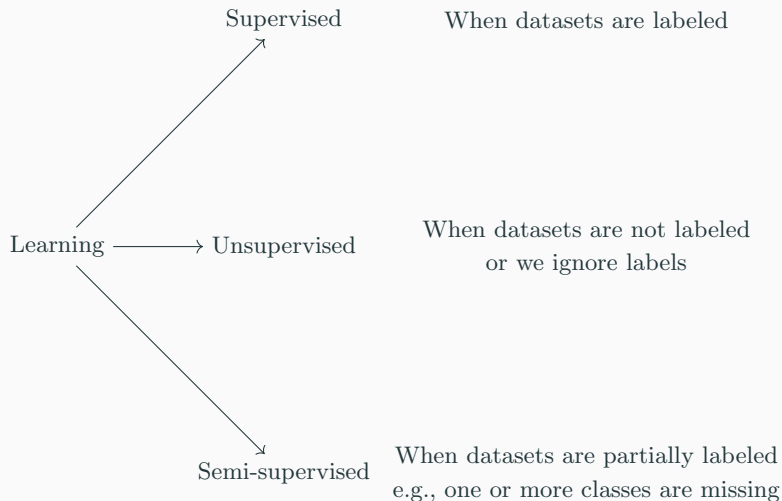 Supervised
When datasets are labeled
Learning
Unsupervised
When datasets are not labeled
or we ignore labels
Semi-supervised
When datasets are partially labeled
e.g., one or more classes are missing